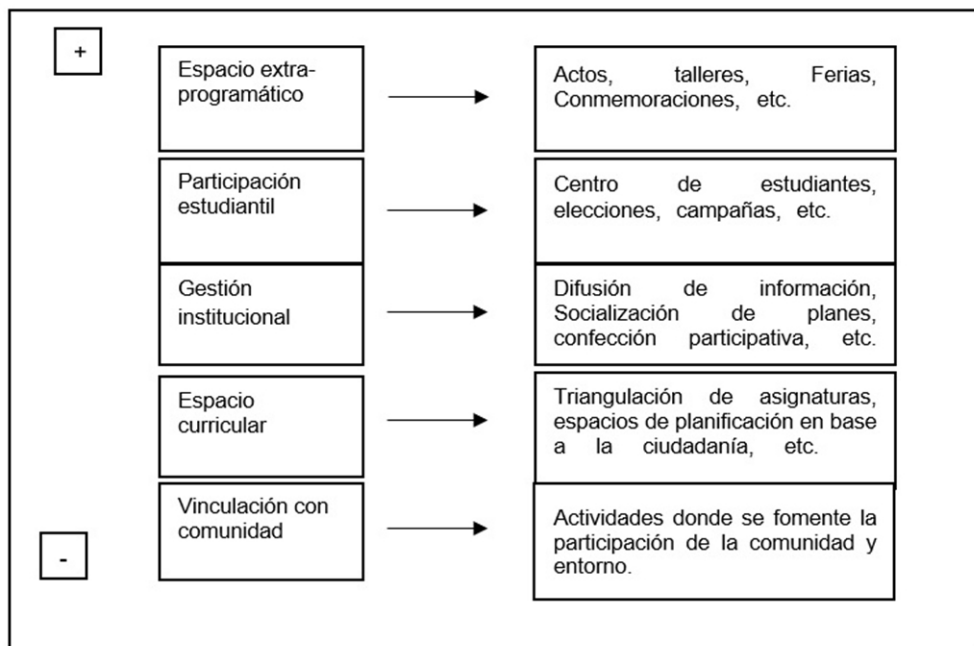 +
Espacio extra-
programático
Actos, talleres, Ferias,
Conmemoraciones, etc.
Participación
estudiantil
Centro de estudiantes,
elecciones, campañas, etc.
Gestión
institucional
Difusión de información,
Socialización de planes,
confección participativa, etc.
Espacio
curricular
Triangulación de asignaturas,
espacios de planificación en base
a la ciudadanía, etc.
Vinculación con
comunidad
Actividades donde se fomente la
participación de la comunidad y
entorno.
-